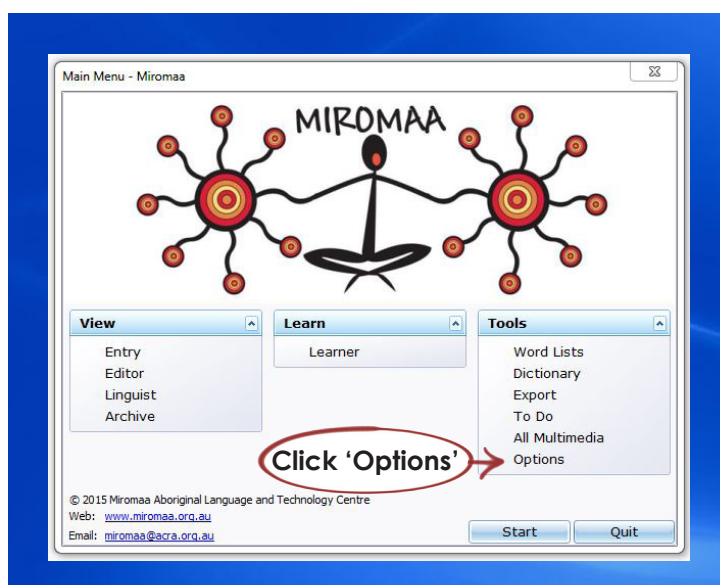 Main Menu - Miromaa
MIROMAA
View
Entry
Editor
Linguist
Archive
Learn
Learner
Tools
Word Lists
Dictionary
Export
To Do
All Multimedia
Options
Click ‘Options’
© 2015 Miromaa Aboriginal Language and Technology Centre
Web: www.miromaa.org.au
Email: miromaa@acra.org.au
Start
Quit